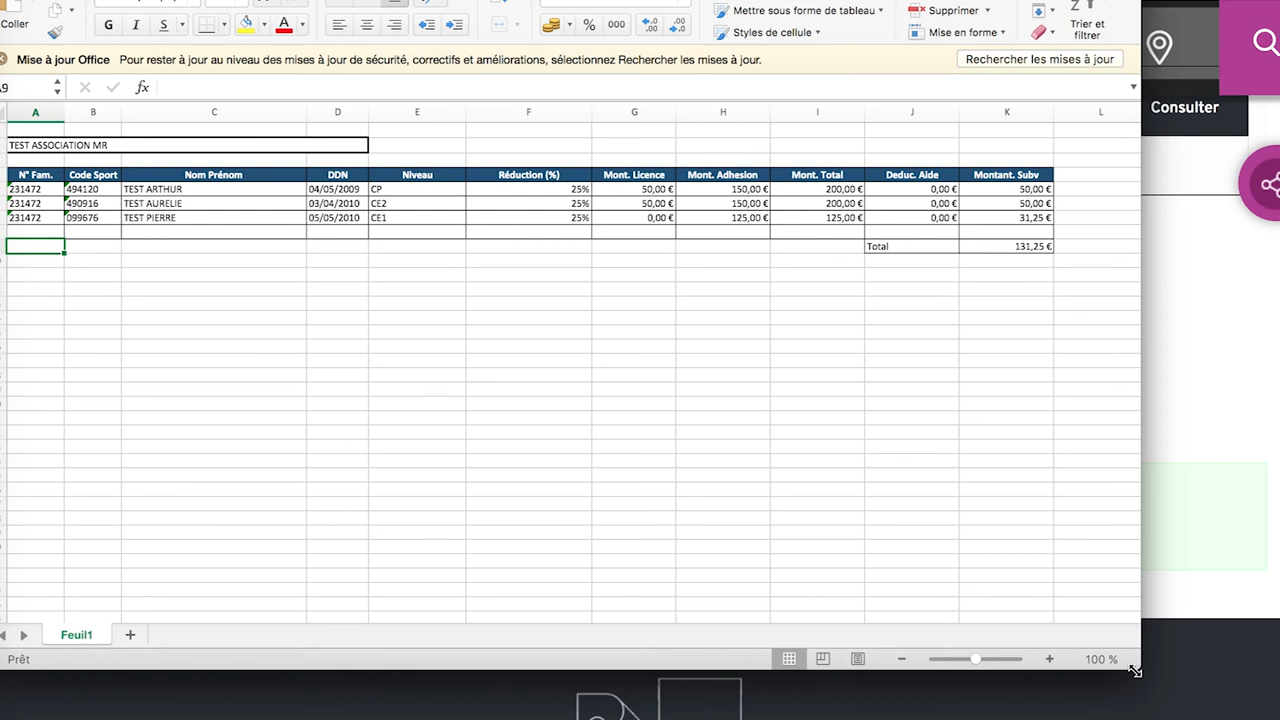 Coller
G I S A
% 000
Mettre sous forme de tableau
Styles de cellule
Supprimer
Mise en forme
Trier et
filtrer
Mise à jour Office Pour rester à jour au niveau des mises à jour de sécurité, correctifs et améliorations, sélectionnez Rechercher les mises à jour. Rechercher les mises à jour
fx
Consulter
A B C D E F G H I J K L
TEST ASSOCIATION MR
N° Fam. Code Sport Nom Prénom DDN Niveau Réduction (%) Mont. Licence Mont. Adhesion Mont. Total Deduc. Aide Montant. Subv
231472 494120 TEST ARTHUR 04/05/2009 CP 25% 50,00 € 150,00 € 200,00 € 0,00 € 50,00 €
231472 490916 TEST AURELIE 03/04/2010 CE2 25% 50,00 € 150,00 € 200,00 € 0,00 € 50,00 €
231472 099676 TEST PIERRE 05/05/2010 CE1 25% 0,00 € 125,00 € 125,00 € 0,00 € 31,25 €
Total 131,25 €
Feuil1
Prêt
100 %